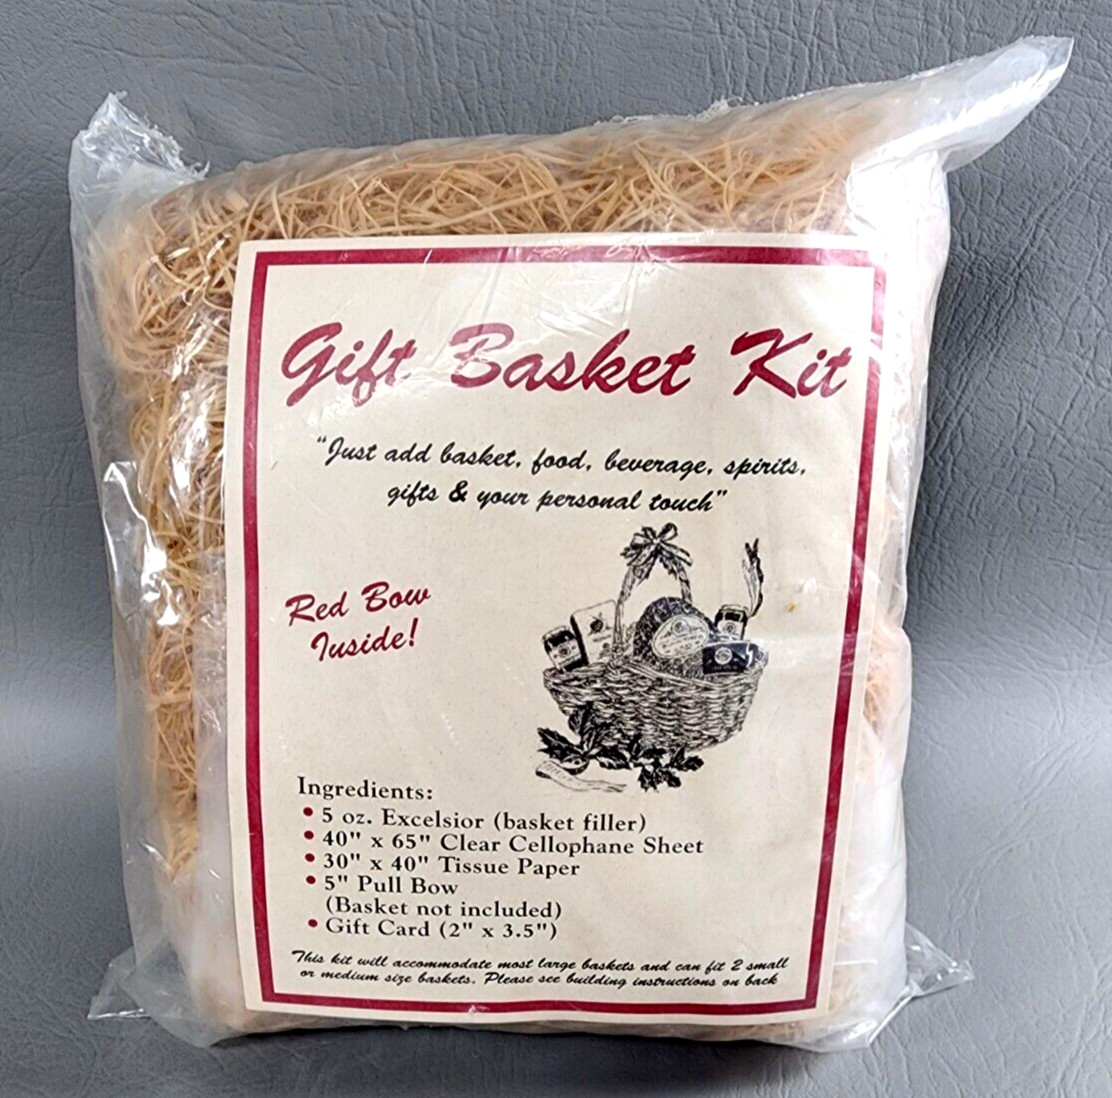 Gift Basket Kit
"Just add basket, food, beverage, spirits,
gifts & your personal touch"
Red Bow
Inside!
Ingredients:
• 5 oz. Excelsior (basket filler)
• 40" x 65" Clear Cellophane Sheet
• 30" x 40" Tissue Paper
• 5" Pull Bow
(Basket not included)
• Gift Card (2" x 3.5")
This kit will accommodate most large baskets and can fit 2 small
or medium size baskets. Please see building instructions on back